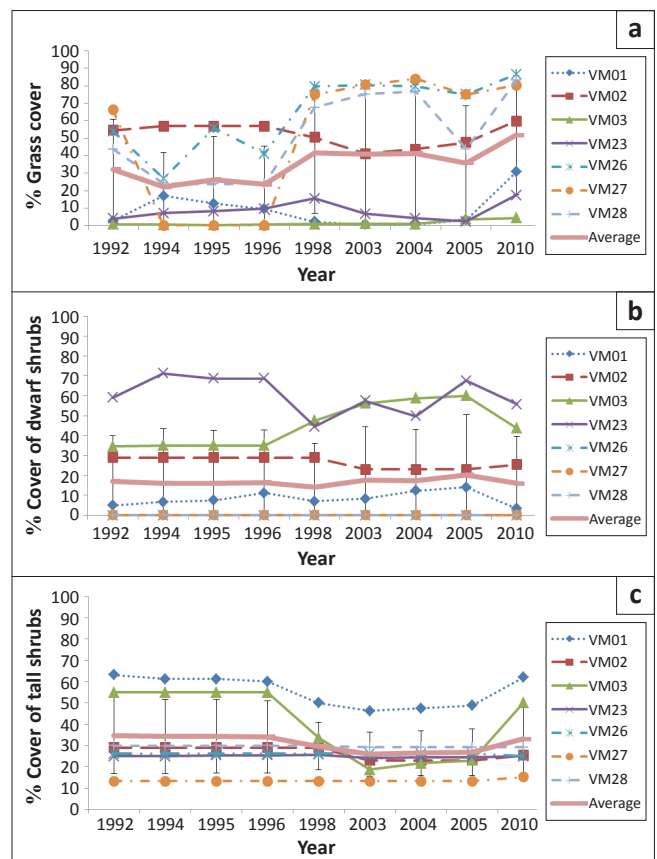 a
% Grass cover
100
90
80
70
60
50
40
30
20
10
0
1992 1994 1995 1996 1998 2003 2004 2005 2010
Year
VM01
VM02
VM03
VM23
VM26
VM27
VM28
Average
b
% Cover of dwarf shrubs
100
90
80
70
60
50
40
30
20
10
0
1992 1994 1995 1996 1998 2003 2004 2005 2010
Year
VM01
VM02
VM03
VM23
VM26
VM27
VM28
Average
c
% Cover of tall shrubs
100
90
80
70
60
50
40
30
20
10
0
1992 1994 1995 1996 1998 2003 2004 2005 2010
Year
VM01
VM02
VM03
VM23
VM26
VM27
VM28
Average